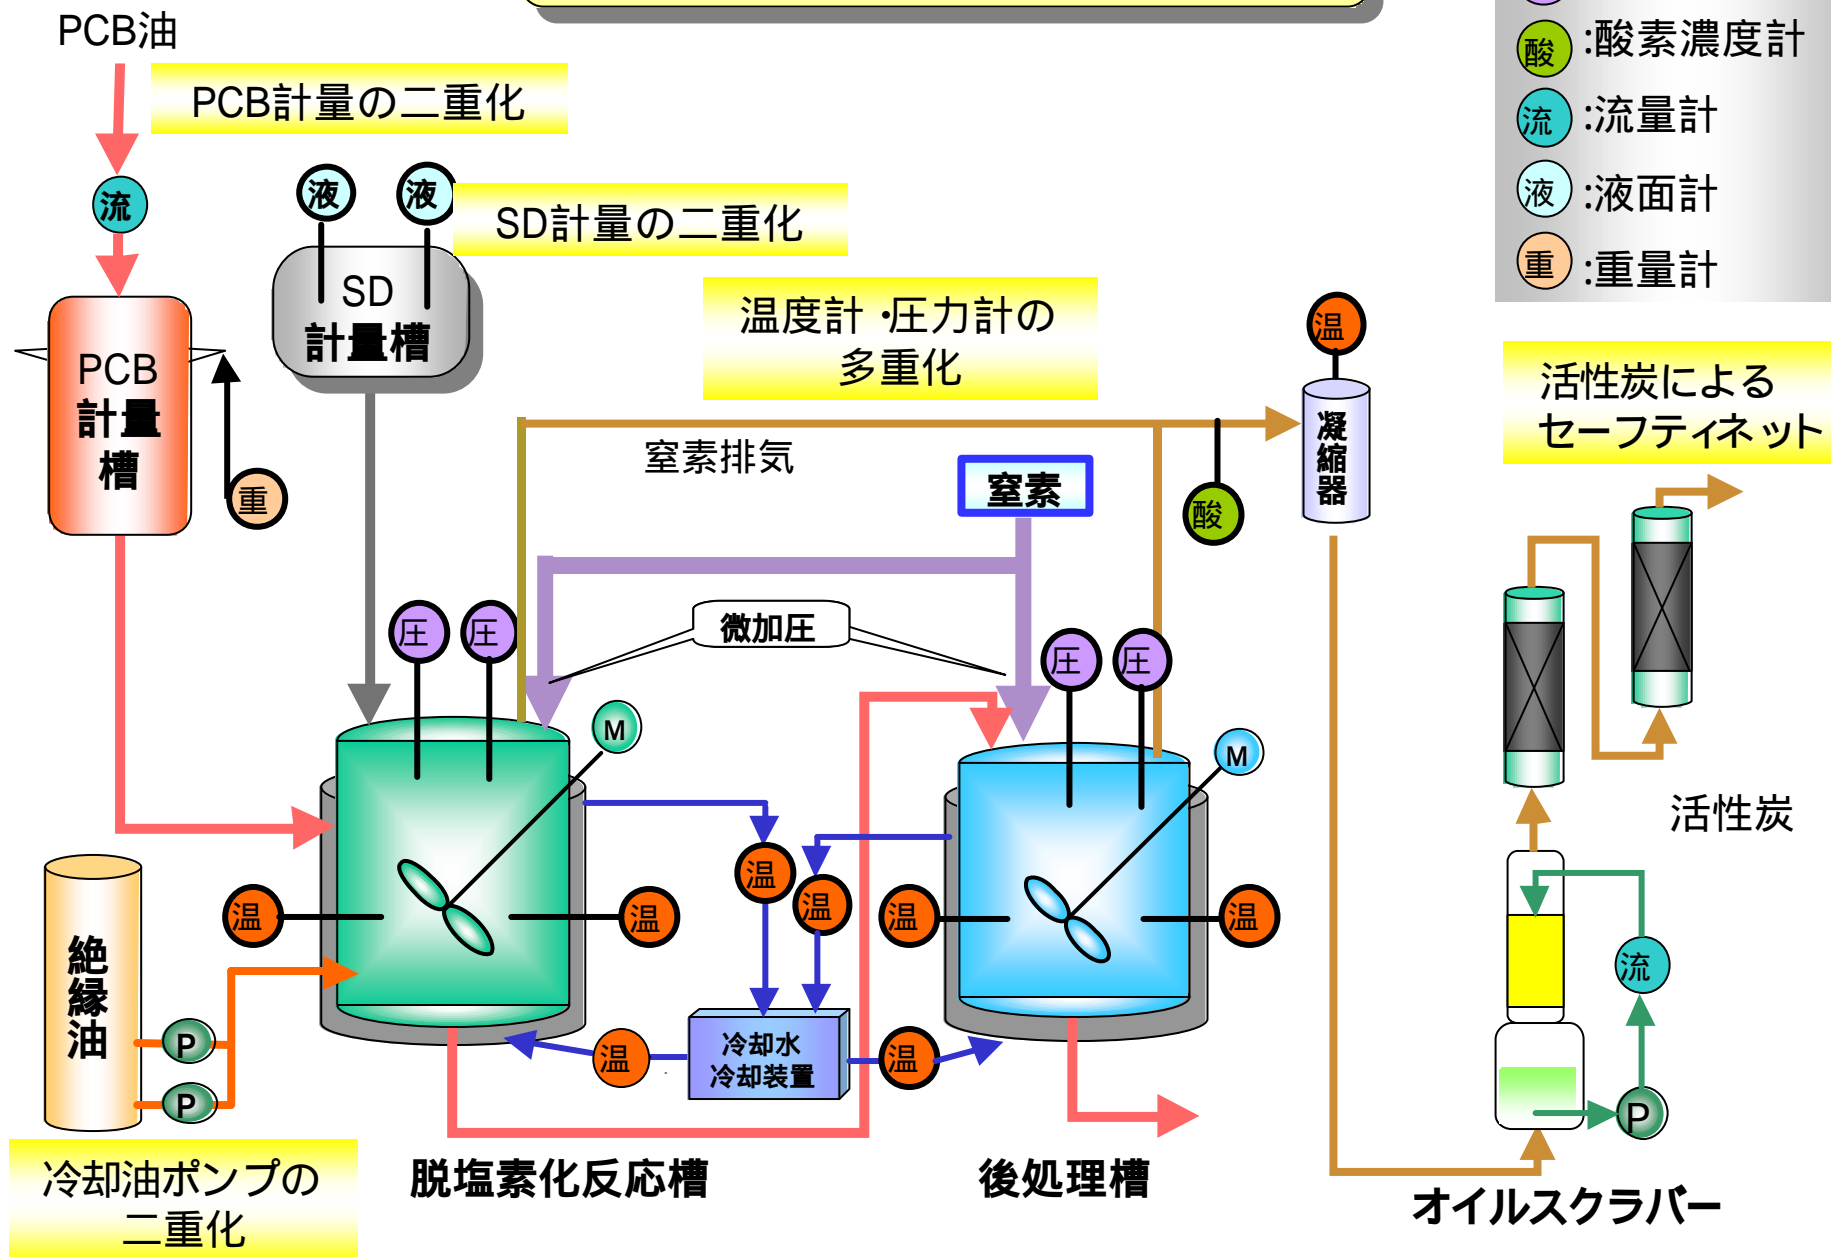 PCB油
PCB計量の二重化
流
液
液
SD計量の二重化
SD
計量槽
PCB
計量
槽
重
温度計・圧力計の
多重化
窒素排気
窒素
酸
温
凝縮器
:酸素濃度計
酸
:流量計
流
:液面計
液
:重量計
重
活性炭による
セーフティネット
圧
圧
微加圧
圧
圧
M
M
温
温
温
温
温
温
絶縁油
P
P
温
冷却水
冷却装置
温
冷却油ポンプの
二重化
脱塩素化反応槽
後処理槽
活性炭
流
P
オイルスクラバー